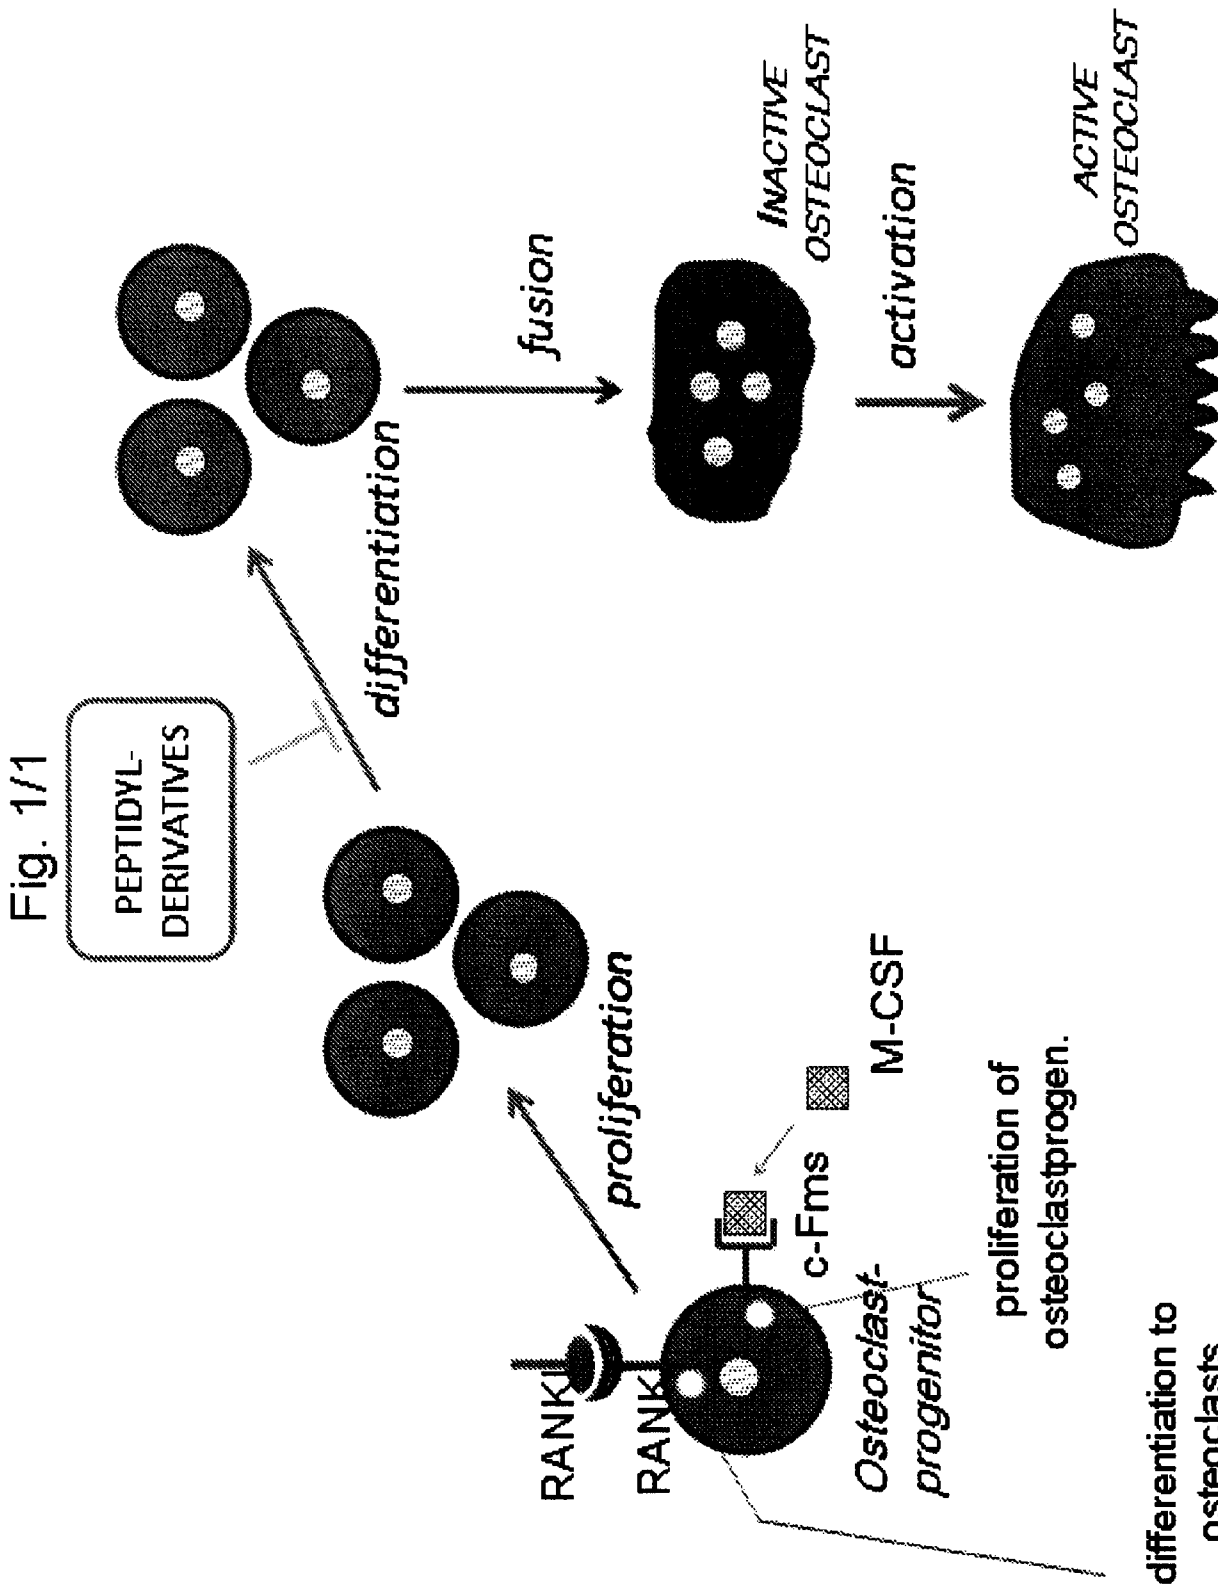 Fig. 1/1
PEPTIDYL-
DERIVATIVES
differentiation
proliferation
fusion
INACTIVE
OSTEOCLAST
activation
ACTIVE
OSTEOCLAST
RANKL
RANK
c-Fms
M-CSF
Osteoclast-
progenitor
proliferation of
osteoclastprogen.
differentiation to
osteoclasts